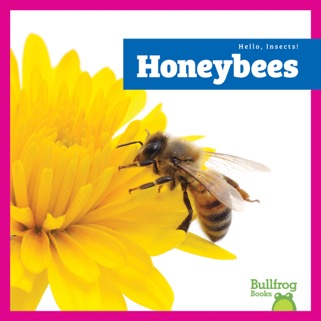 Hello, Insects!
Honeybees
Bullfrog
Books